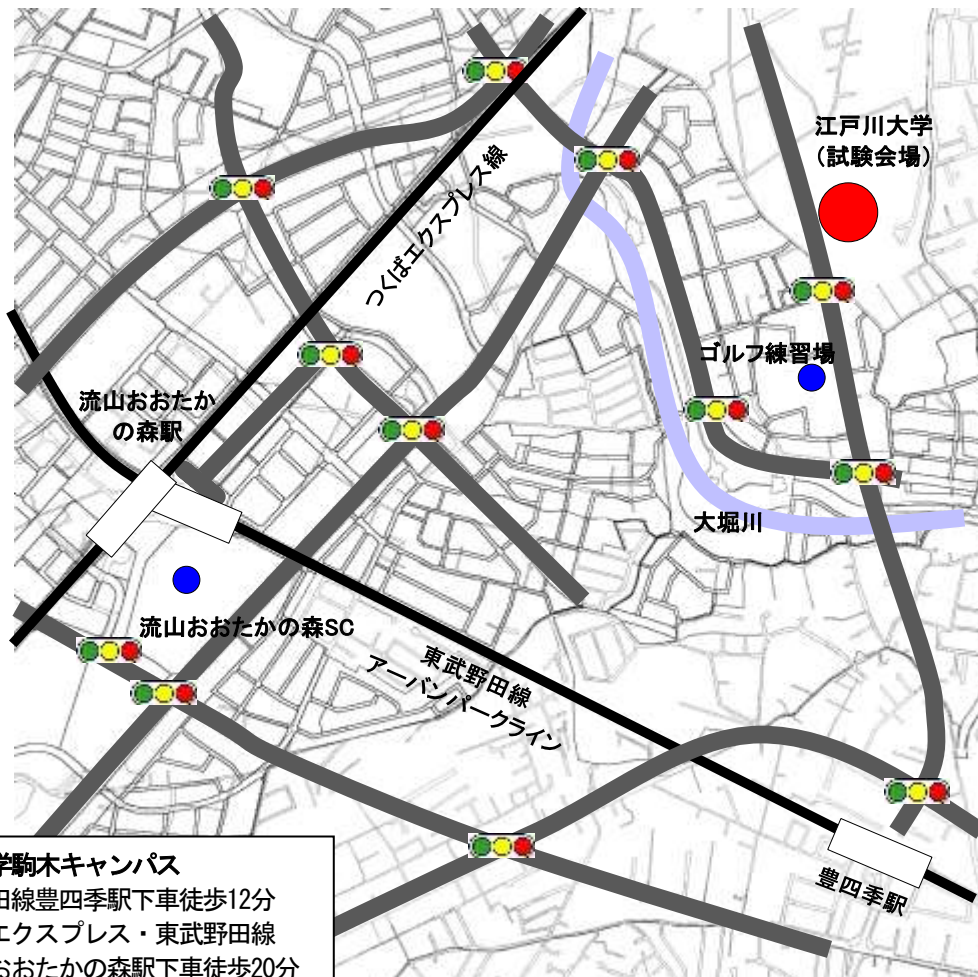 江戸川大学
（試験会場）
つくばエクスプレス線
ゴルフ練習場
流山おおたか
の森駅
大堀川
流山おおたかの森SC
東武野田線
アーバンパークライン
豊四季駅
学駒木キャンパス
田線豊四季駅下車徒歩12分
エクスプレス・東武野田線
おおたかの森駅下車徒歩20分